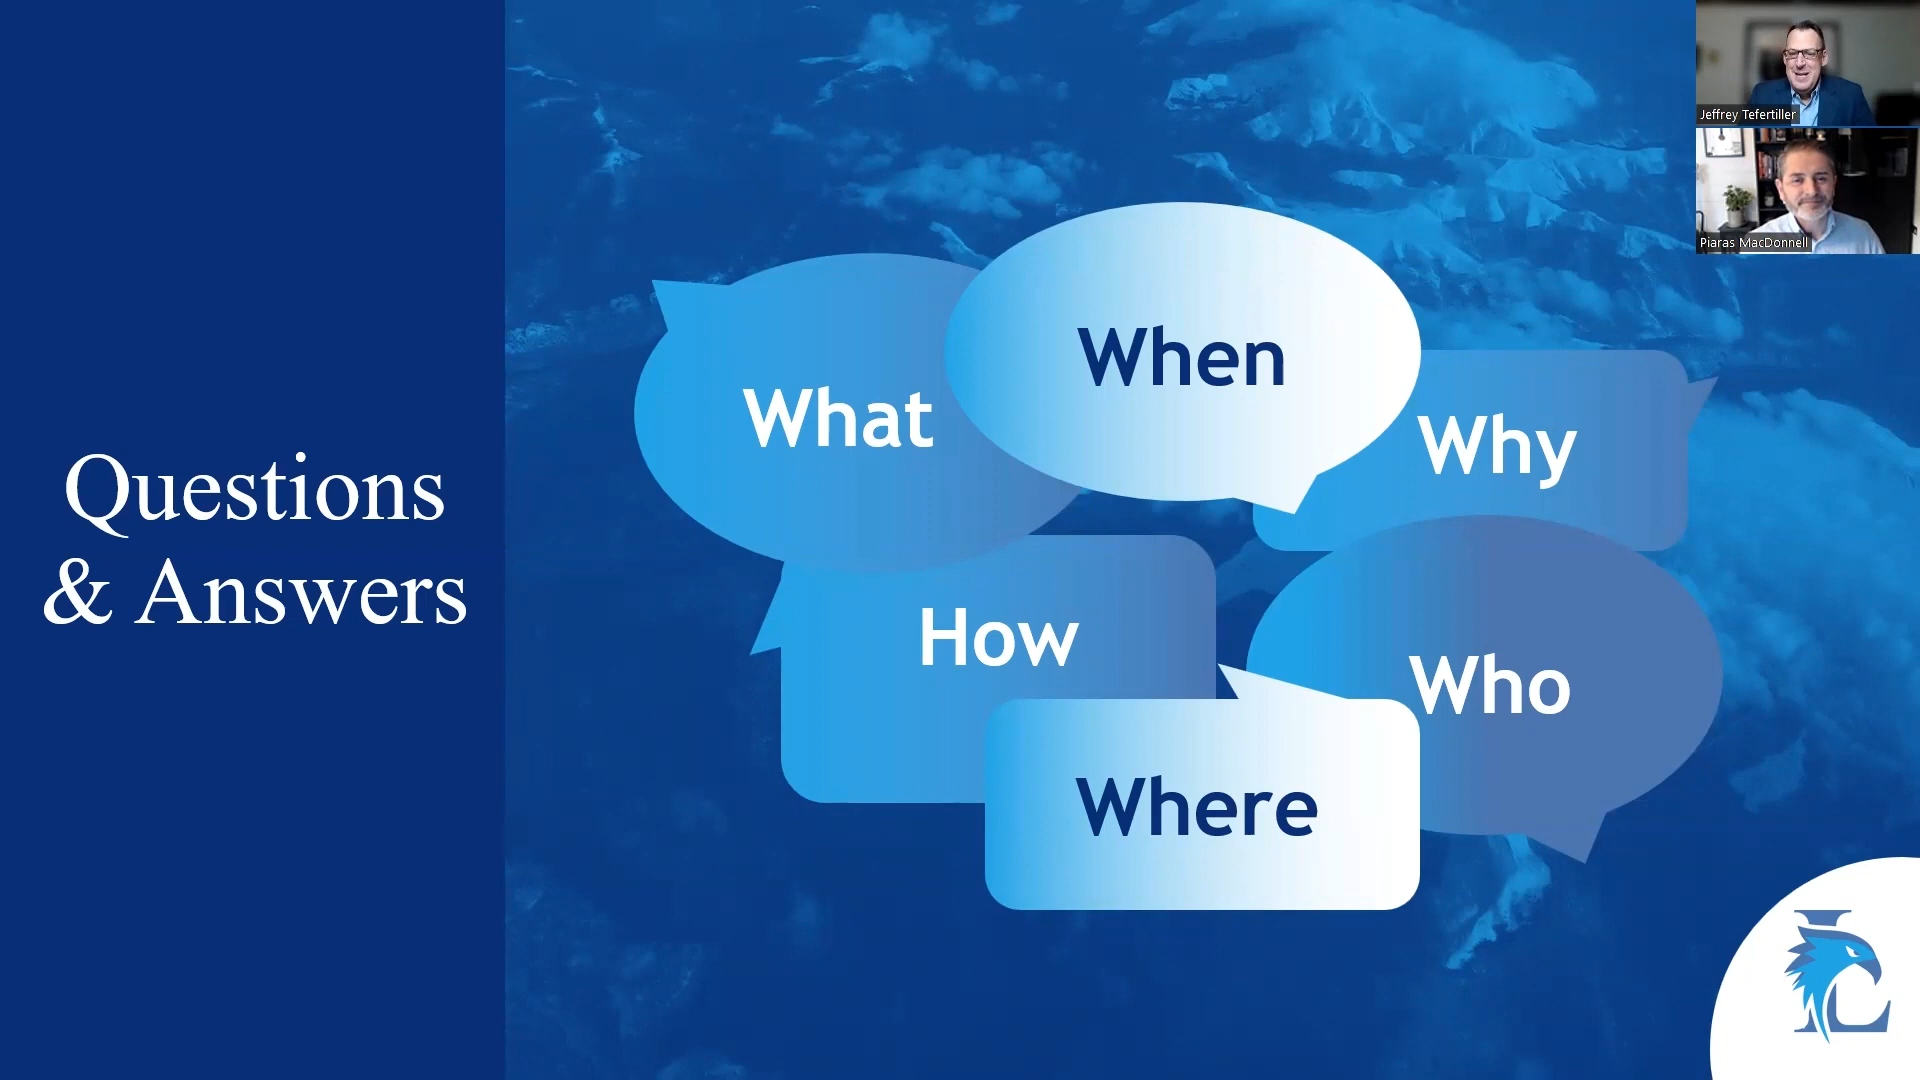 Questions
& Answers
What
When
Why
How
Who
Where
Jeffrey Tefertiller
Piaras MacDonnell
L